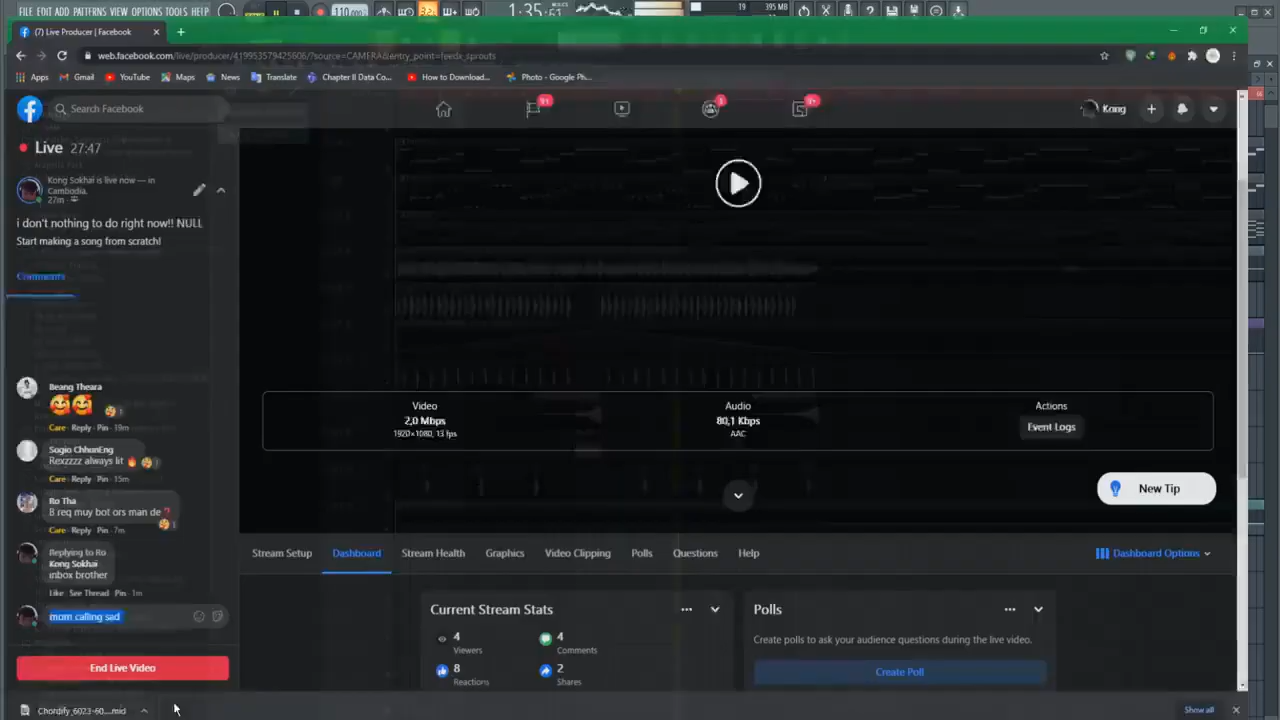 FILE EDIT ADD PATTERNS VIEW OPTIONS TOOLS HELP
110
1:35
19
395 MB
(7) Live Producer | Facebook
web.facebook.com/live/producer/419953579425606/?source=CAMERA&entry_point=feedx_sprouts
Apps
Gmail
YouTube
Maps
News
Translate
Chapter II Data Co...
How to Download...
Photo - Google Ph...
Search Facebook
Kong
Live 27:47
Kong Sokhai is live now — in
Cambodia.
27m
i don't nothing to do right now!! NULL
Start making a song from scratch!
Comments
Beang Theara
Care · Reply · Pin · 19m
Sogio ChhunEng
Rexzzzz always lit
Care · Reply · Pin · 15m
Ro Tha
B req muy bot ors man de
Care · Reply · Pin · 7m
Replying to Ro
Kong Sokhai
inbox brother
Like · See Thread · Pin · 1m
mom calling sad
End Live Video
Video
2,0 Mbps
1920×1080, 13 fps
Audio
80,1 Kbps
AAC
Actions
Event Logs
New Tip
Stream Setup
Dashboard
Stream Health
Graphics
Video Clipping
Polls
Questions
Help
Dashboard Options
Current Stream Stats
4
Viewers
4
Comments
8
Reactions
2
Shares
Polls
Create polls to ask your audience questions during the live video.
Create Poll
Chordify_6023-60....mid
Show all